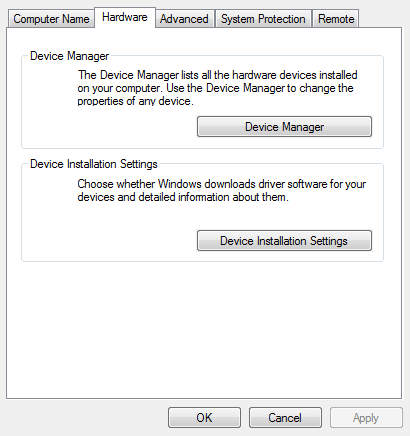 Computer Name Hardware Advanced System Protection Remote
Device Manager
The Device Manager lists all the hardware devices installed
on your computer. Use the Device Manager to change the
properties of any device.
Device Manager
Device Installation Settings
Choose whether Windows downloads driver software for your
devices and detailed information about them.
Device Installation Settings
OK Cancel Apply